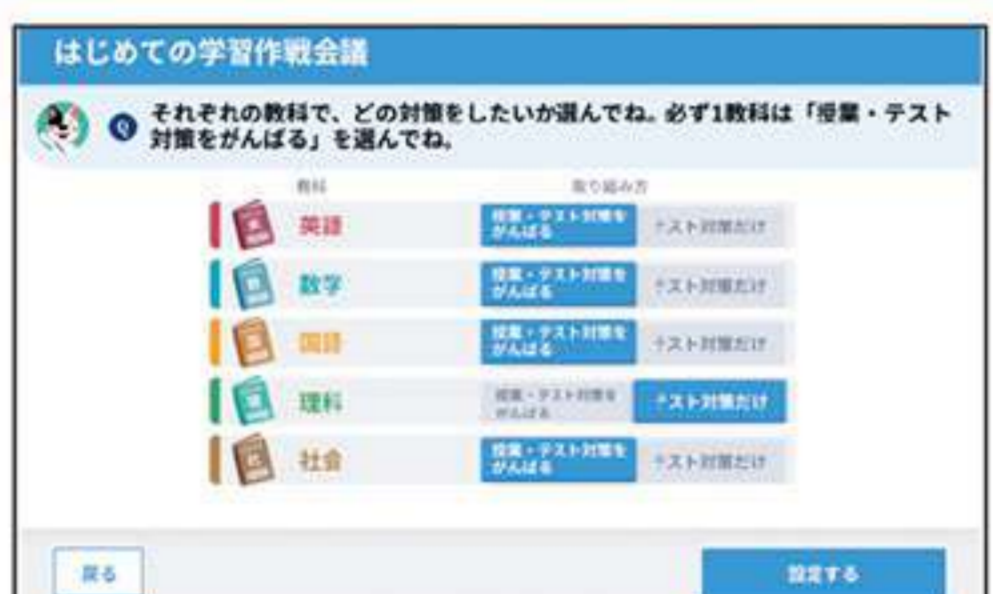 はじめての学習作戦会議
Q それぞれの教科で、どの対策をしたいか選んでね。必ず1教科は「授業・テスト
対策をがんばる」を選んでね。
教科 取り組み方
英語 授業・テスト対策を
がんばる テスト対策だけ
数学 授業・テスト対策を
がんばる テスト対策だけ
国語 授業・テスト対策を
がんばる テスト対策だけ
理科 授業・テスト対策を
がんばる テスト対策だけ
社会 授業・テスト対策を
がんばる テスト対策だけ
戻る 設定する